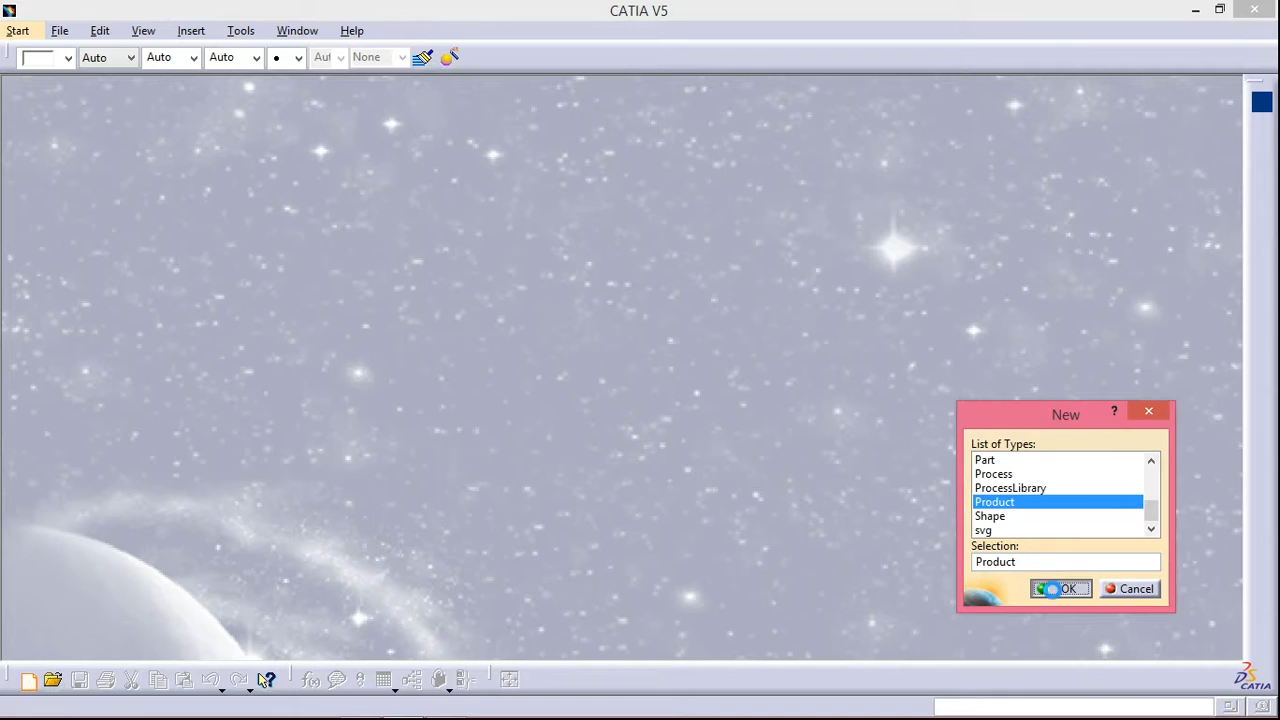 CATIA V5
Start File Edit View Insert Tools Window Help
Auto Auto Auto Aut None
New ?
List of Types:
Part
Process
ProcessLibrary
Product
Shape
svg
Selection:
Product
OK Cancel
f(x)
CATIA